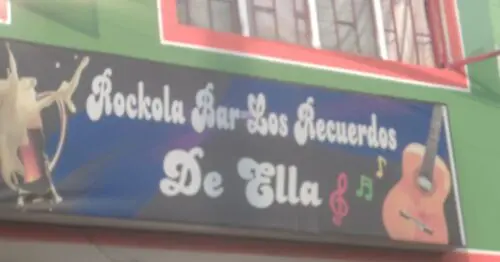 Rockola Bar-Los Recuerdos
De Ella